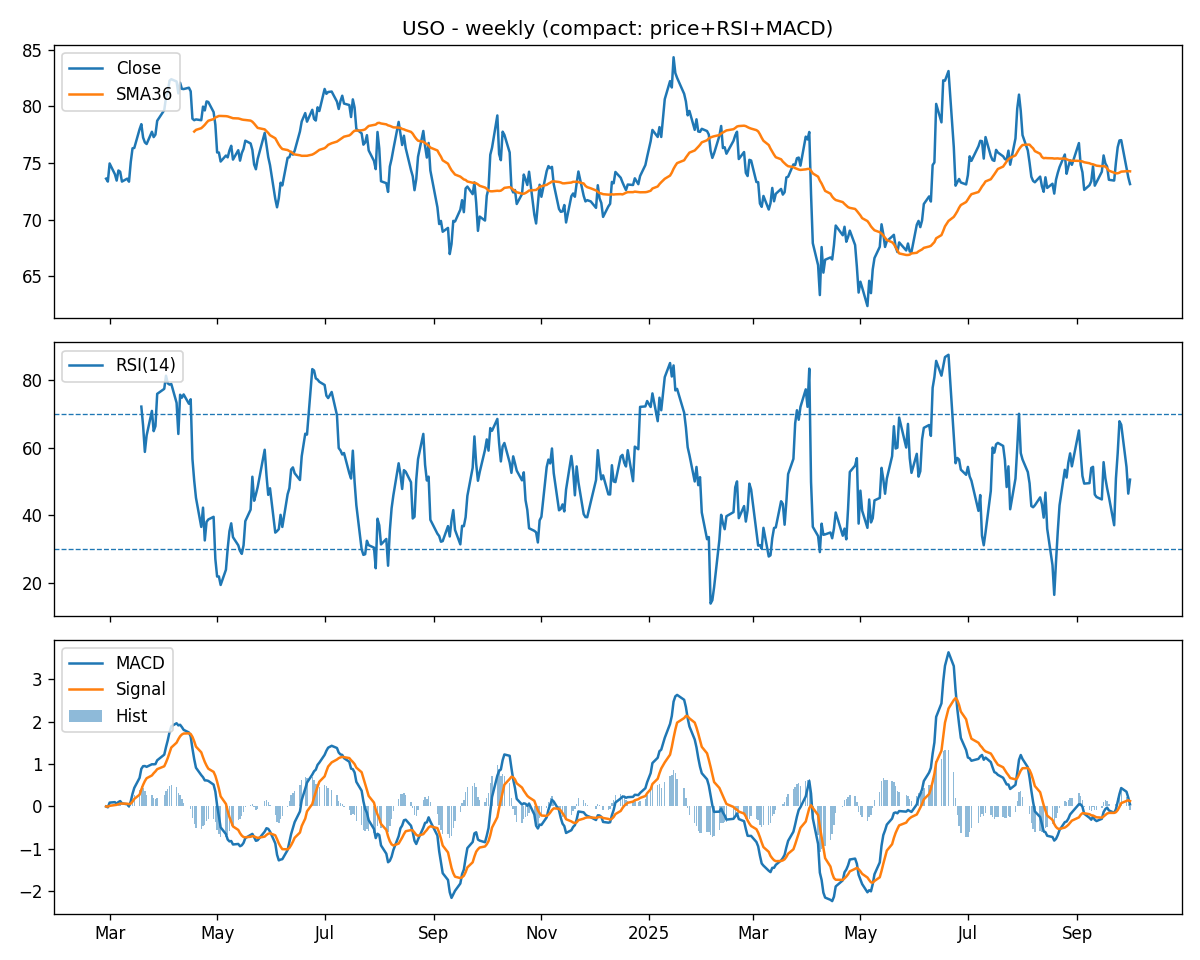 USO - weekly (compact: price+RSI+MACD)
85
80
75
70
65
Close
SMA36
80
60
40
20
RSI(14)
3
2
1
0
−1
−2
MACD
Signal
Hist
Mar
May
Jul
Sep
Nov
2025
Mar
May
Jul
Sep